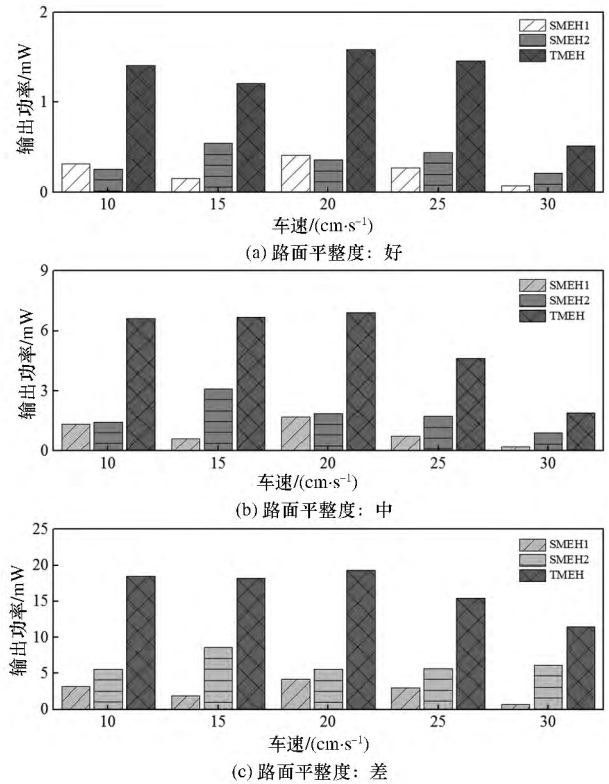 2
SMEH1
SMEH2
TMEH
输出功率/mW
1
0
10 15 20 25 30
车速/(cm·s⁻¹)
(a) 路面平整度：好
9
SMEH1
SMEH2
TMEH
输出功率/mW
6
3
0
10 15 20 25 30
车速/(cm·s⁻¹)
(b) 路面平整度：中
25
SMEH1
SMEH2
TMEH
输出功率/mW
20
15
10
5
0
10 15 20 25 30
车速/(cm·s⁻¹)
(c) 路面平整度：差